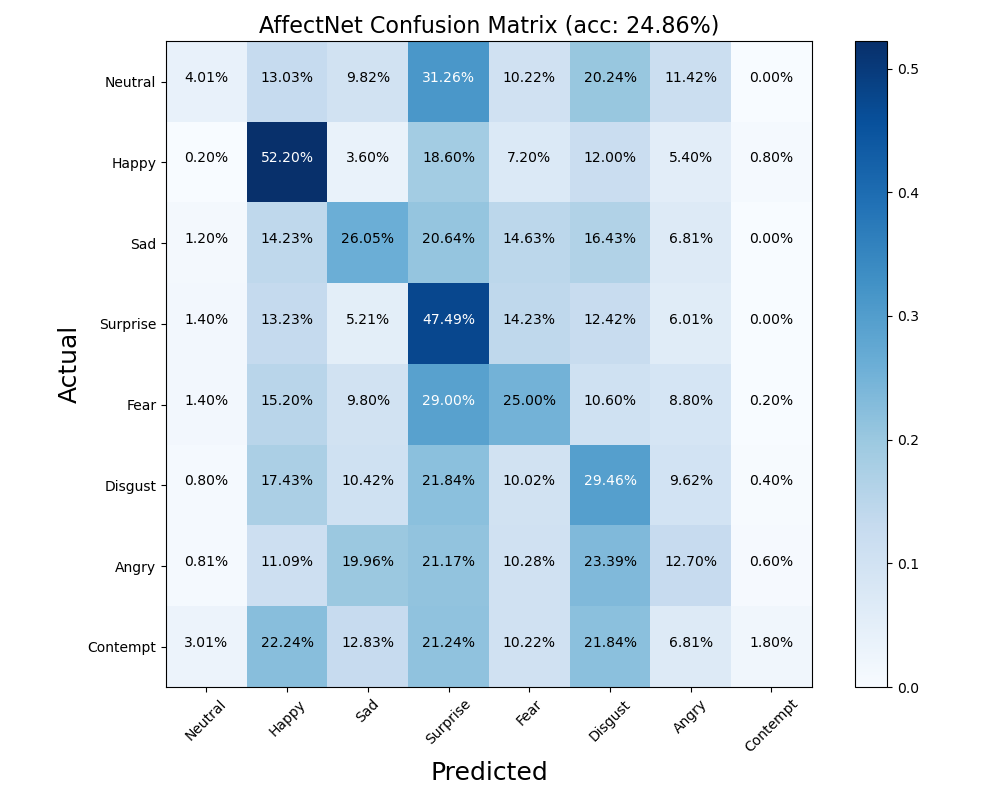 AffectNet Confusion Matrix (acc: 24.86%)
Neutral 4.01% 13.03% 9.82% 31.26% 10.22% 20.24% 11.42% 0.00%
Happy 0.20% 52.20% 3.60% 18.60% 7.20% 12.00% 5.40% 0.80%
Sad 1.20% 14.23% 26.05% 20.64% 14.63% 16.43% 6.81% 0.00%
Surprise 1.40% 13.23% 5.21% 47.49% 14.23% 12.42% 6.01% 0.00%
Fear 1.40% 15.20% 9.80% 29.00% 25.00% 10.60% 8.80% 0.20%
Disgust 0.80% 17.43% 10.42% 21.84% 10.02% 29.46% 9.62% 0.40%
Angry 0.81% 11.09% 19.96% 21.17% 10.28% 23.39% 12.70% 0.60%
Contempt 3.01% 22.24% 12.83% 21.24% 10.22% 21.84% 6.81% 1.80%
Neutral Happy Sad Surprise Fear Disgust Angry Contempt
Predicted
Actual
0.5
0.4
0.3
0.2
0.1
0.0